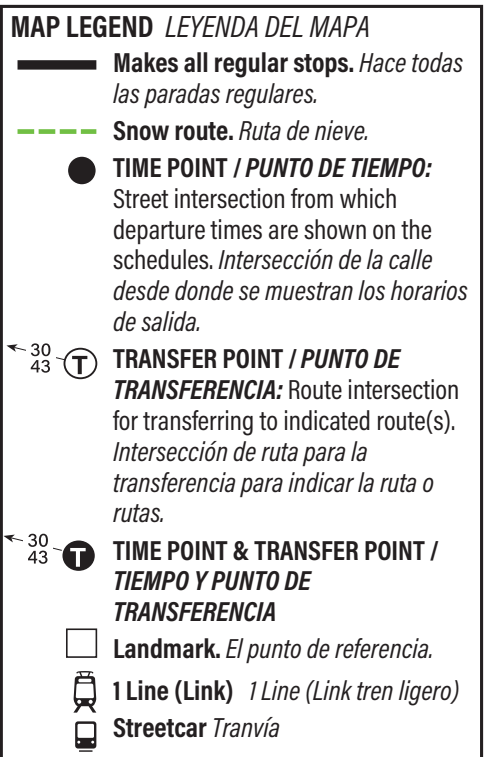 MAP LEGEND LEYENDA DEL MAPA
Makes all regular stops. Hace todas
las paradas regulares.
Snow route. Ruta de nieve.
TIME POINT / PUNTO DE TIEMPO:
Street intersection from which
departure times are shown on the
schedules. Intersección de la calle
desde donde se muestran los horarios
de salida.
30
43 T TRANSFER POINT / PUNTO DE
TRANSFERENCIA: Route intersection
for transferring to indicated route(s).
Intersección de ruta para la
transferencia para indicar la ruta o
rutas.
30
43 T TIME POINT & TRANSFER POINT /
TIEMPO Y PUNTO DE
TRANSFERENCIA
Landmark. El punto de referencia.
1 Line (Link) 1 Line (Link tren ligero)
Streetcar Tranvía